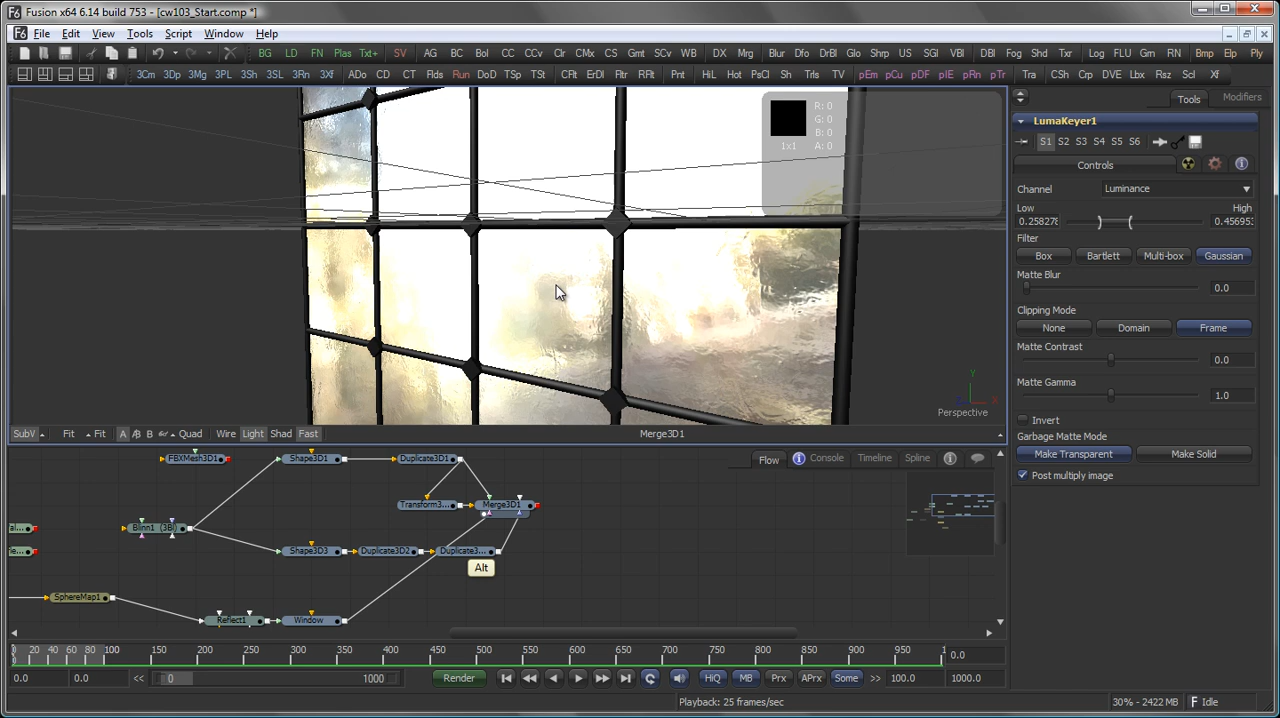 Fusion x64 6.14 build 753 - [cw103_Start.comp *]
File Edit View Tools Script Window Help
BG LD FN Plas Txt+ SV AG BC Bol CC CCv Clr CMx CS Gmt SCv WB DX Mrg Blur Dfo DrBl Glo Shrp US SGl VBl DBl Fog Shd Txr Log FLU Gm RN Bmp Elp Ply
3Cm 3Dp 3Mg 3PL 3Sh 3SL 3Rn 3Xf ADo CD CT Flds Run DoD TSp TSt CFlt ErDl Fltr RFlt Pnt HiL Hot PsCl Sh Trls TV pEm pCu pDF pIE pRn pTr Tra CSh Crp DVE Lbx Rsz Scl Xf
Tools Modifiers
R: 0
G: 0
B: 0
1x1 A: 0
LumaKeyer1
S1 S2 S3 S4 S5 S6
Controls
Channel Luminance
Low High
0.258278 0.456953
Filter
Box Bartlett Multi-box Gaussian
Matte Blur
0.0
Clipping Mode
None Domain Frame
Matte Contrast
0.0
Matte Gamma
1.0
Invert
Garbage Matte Mode
Make Transparent Make Solid
Post multiply image
Y
Perspective
SubV Fit Fit A B Quad Wire Light Shad Fast Merge3D1
Flow Console Timeline Spline
FBXMesh3D1 Shape3D1 Duplicate3D1
Transform3... Merge3D1
Blinn1 (3Bl)
Shape3D3 Duplicate3D2 Duplicate3...
Alt
SphereMap1
Reflect1 Window
0 20 40 60 80 100 150 200 250 300 350 400 450 500 550 600 650 700 750 800 850 900 950 1 0.0
0.0 0.0 << 0 1000 Render HiQ MB Prx APrx Some >> 100.0 1000.0
Playback: 25 frames/sec 30% - 2422 MB Idle